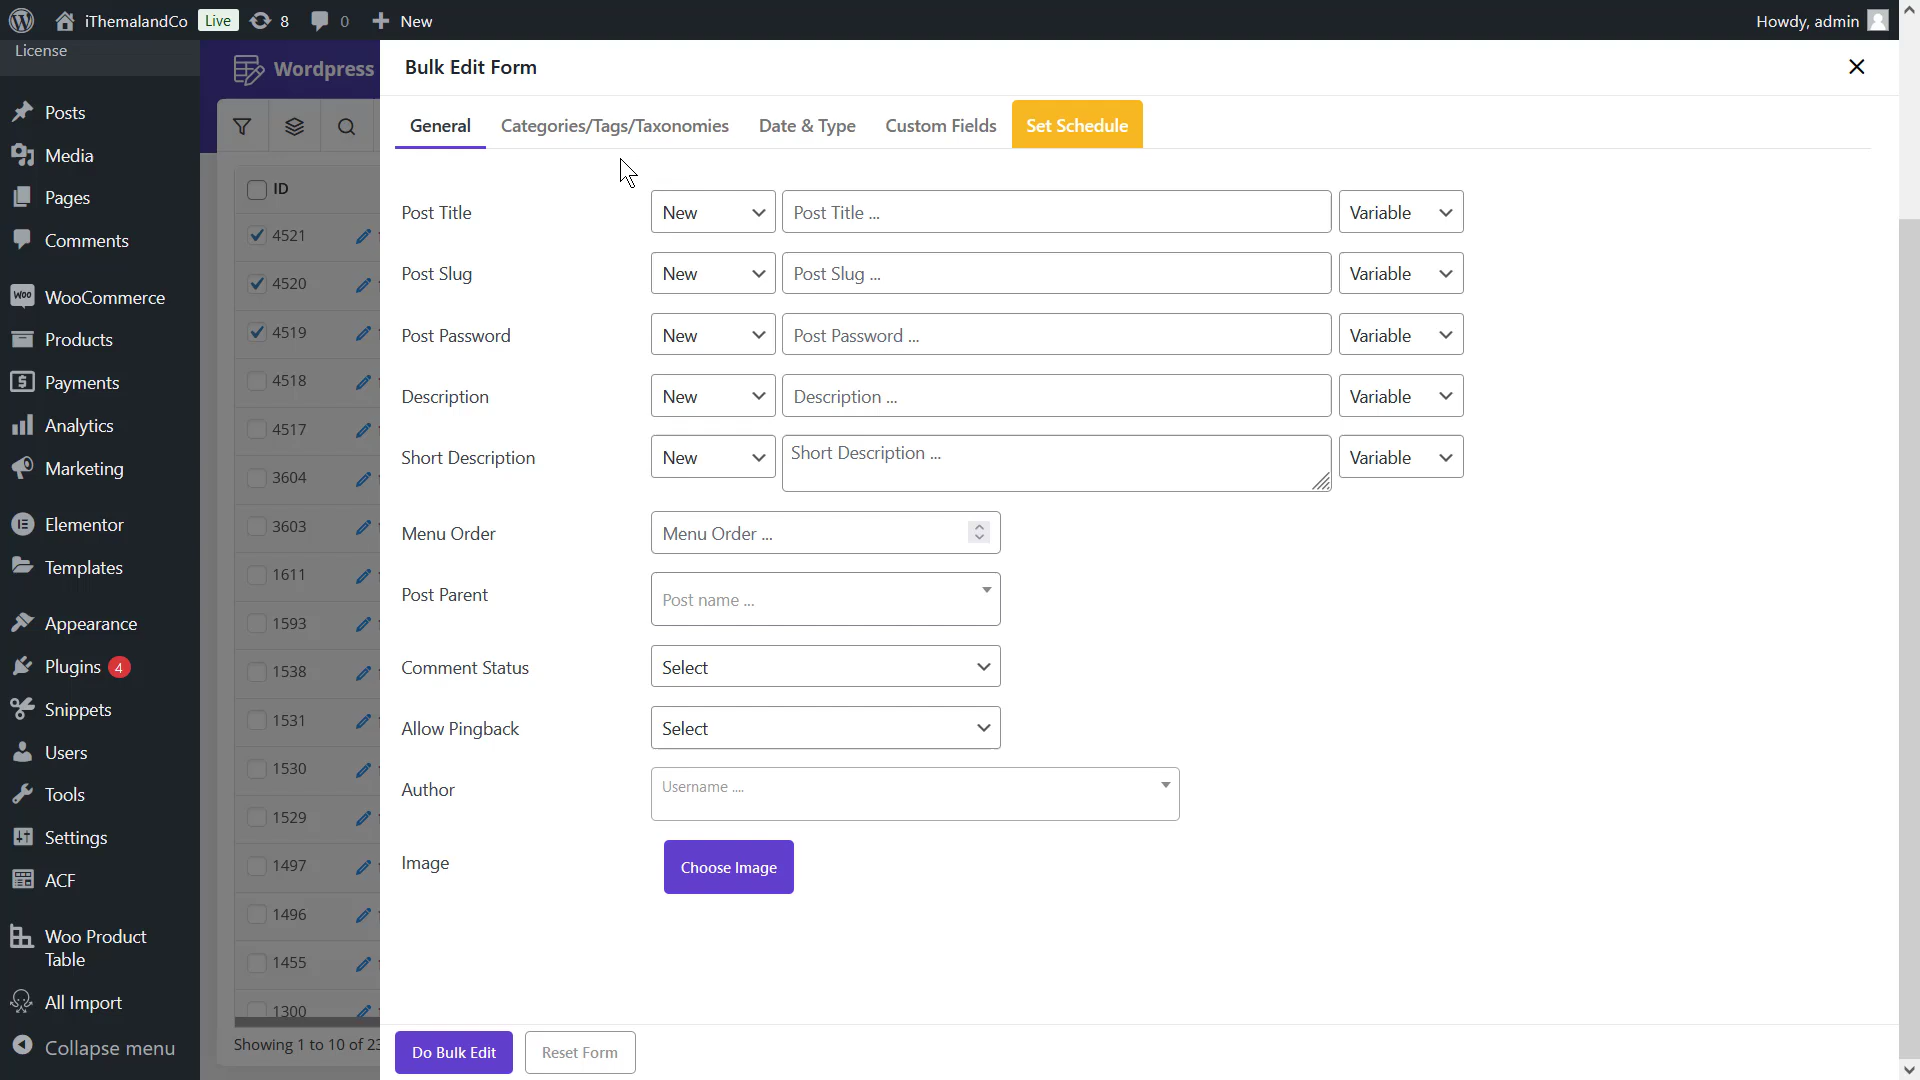 iThemalandCo Live 8 0 New
Howdy, admin
License
Posts
Media
Pages
Comments
WooCommerce
Products
Payments
Analytics
Marketing
Elementor
Templates
Appearance
Plugins 4
Snippets
Users
Tools
Settings
ACF
Woo Product
Table
All Import
Collapse menu
Wordpress
ID
4521
4520
4519
4518
4517
3604
3603
1611
1593
1538
1531
1530
1529
1497
1496
1455
1300
Showing 1 to 10 of 23
Bulk Edit Form
General Categories/Tags/Taxonomies Date & Type Custom Fields Set Schedule
Post Title New Post Title ... Variable
Post Slug New Post Slug ... Variable
Post Password New Post Password ... Variable
Description New Description ... Variable
Short Description New Short Description ... Variable
Menu Order Menu Order ...
Post Parent Post name ...
Comment Status Select
Allow Pingback Select
Author Username ....
Image Choose Image
Do Bulk Edit Reset Form